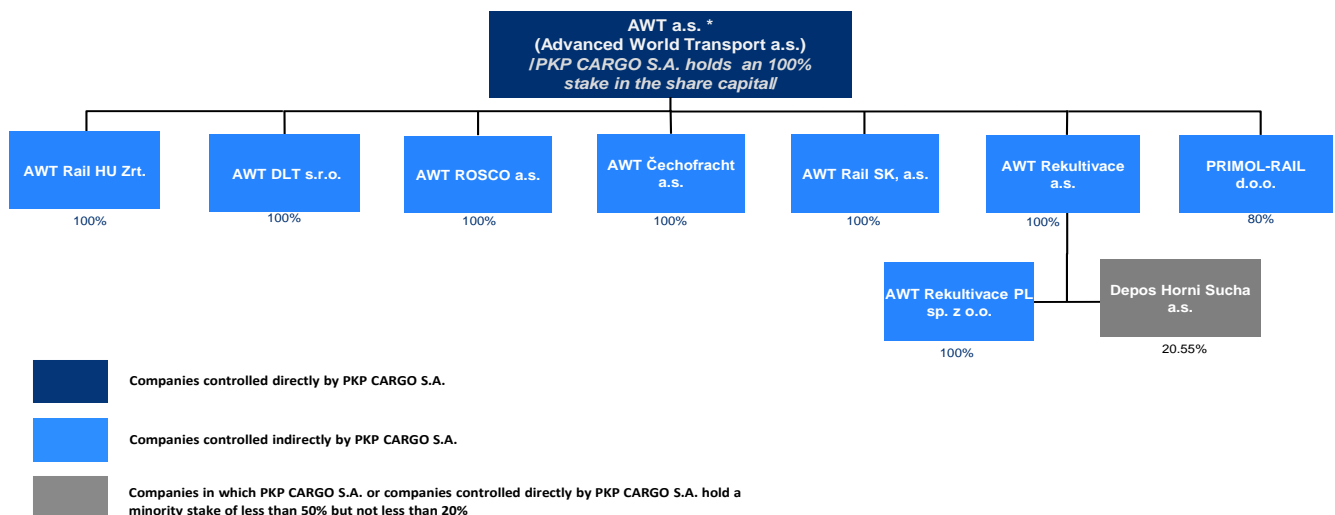 AWT a.s. *
(Advanced World Transport a.s.)
/PKP CARGO S.A. holds an 100%
stake in the share capital/
AWT Rail HU Zrt.
100%
AWT DLT s.r.o.
100%
AWT ROSCO a.s.
100%
AWT Čechofracht
a.s.
100%
AWT Rail SK, a.s.
100%
AWT Rekultivace
a.s.
100%
PRIMOL-RAIL
d.o.o.
80%
AWT Rekultivace PL
sp. z o.o.
100%
Depos Horni Sucha
a.s.
20.55%
Companies controlled directly by PKP CARGO S.A.
Companies controlled indirectly by PKP CARGO S.A.
Companies in which PKP CARGO S.A. or companies controlled directly by PKP CARGO S.A. hold a
minority stake of less than 50% but not less than 20%